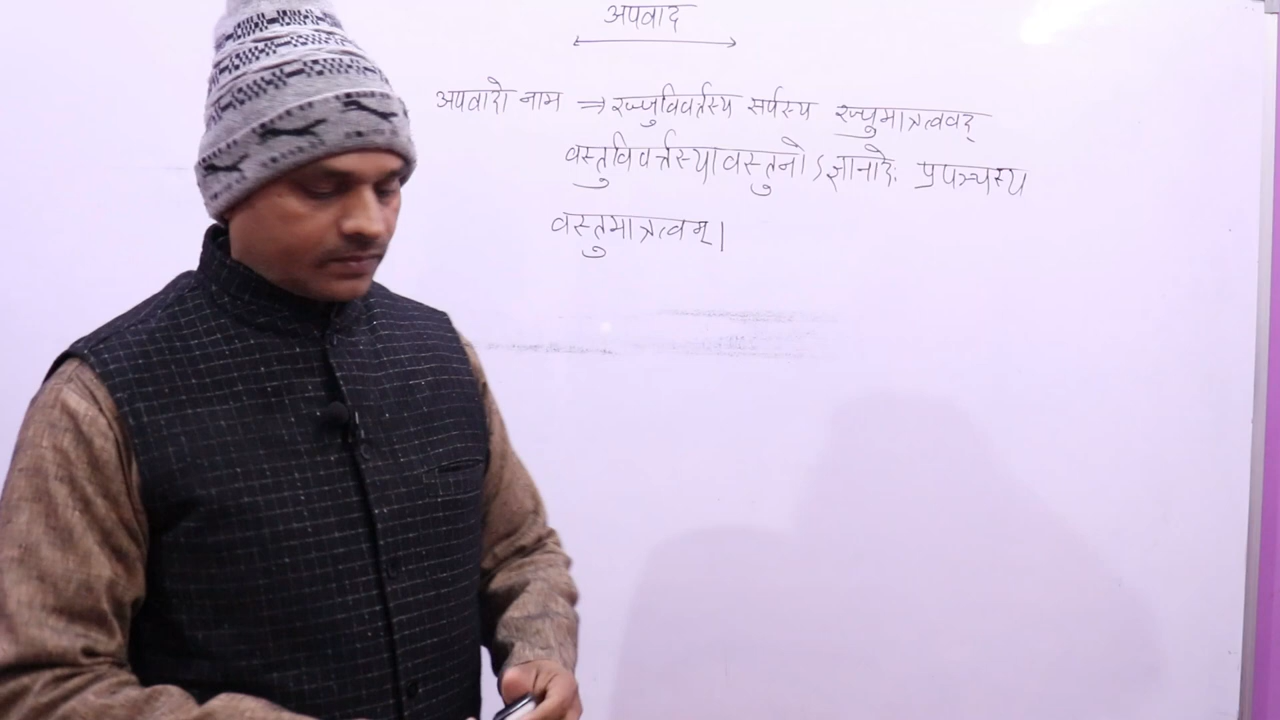 अपवाद
अपवादो नाम ⇒ रज्जुविवर्त्तस्य सर्पस्य रज्जुमात्रत्ववद्
वस्तुविवर्त्तस्यावस्तुनोऽज्ञानादेः प्रपञ्चस्य
वस्तुमात्रत्वम्।